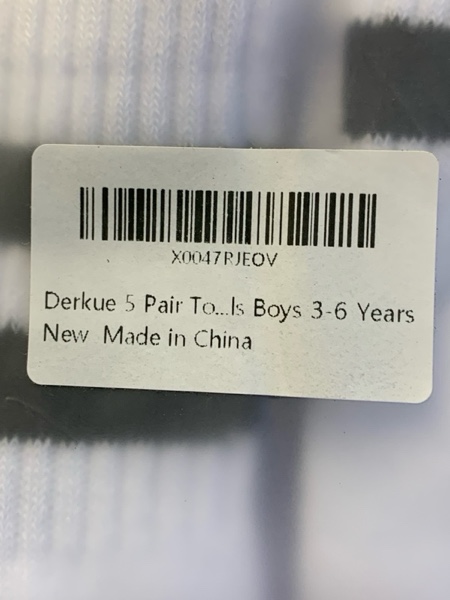 X0047RJEOV
Derkue 5 Pair To...ls Boys 3-6 Years
New Made in China